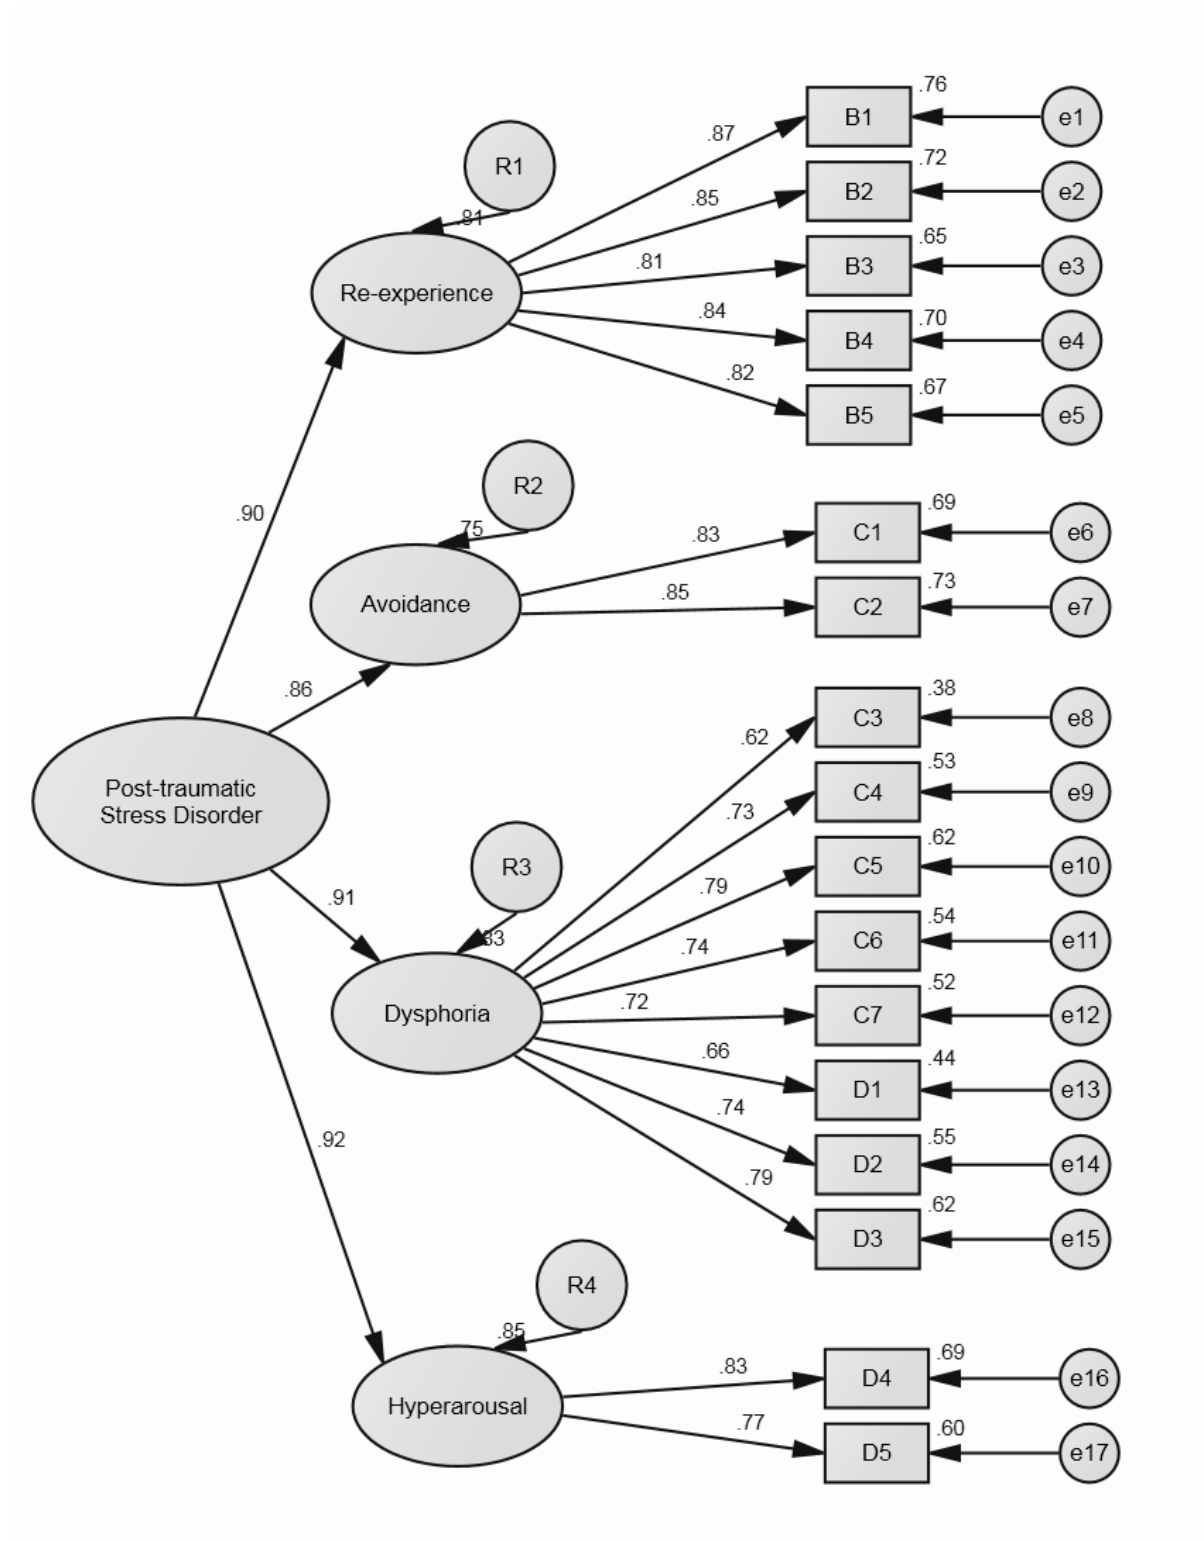 .76
B1
e1
.87
R1
.72
B2
e2
.85
.81
.65
B3
e3
.81
Re-experience
.84
.70
B4
e4
.82
.67
B5
e5
R2
.90
.75
.69
C1
e6
.83
Avoidance
.85
.73
C2
e7
.86
.38
C3
e8
.62
Post-traumatic
Stress Disorder
.53
C4
e9
.73
R3
.62
C5
e10
.79
.91
.54
C6
e11
.74
Dysphoria
.72
.52
C7
e12
.66
.44
D1
e13
.74
.55
D2
e14
.92
.79
.62
D3
e15
R4
.85
.83
.69
D4
e16
Hyperarousal
.77
.60
D5
e17